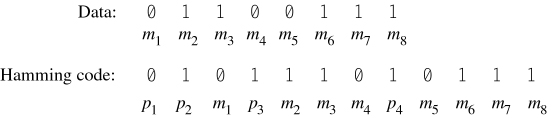 Data: 0 1 1 0 0 1 1 1
m₁ m₂ m₃ m₄ m₅ m₆ m₇ m₈
Hamming code: 0 1 0 1 1 1 0 1 0 1 1 1
p₁ p₂ m₁ p₃ m₂ m₃ m₄ p₄ m₅ m₆ m₇ m₈